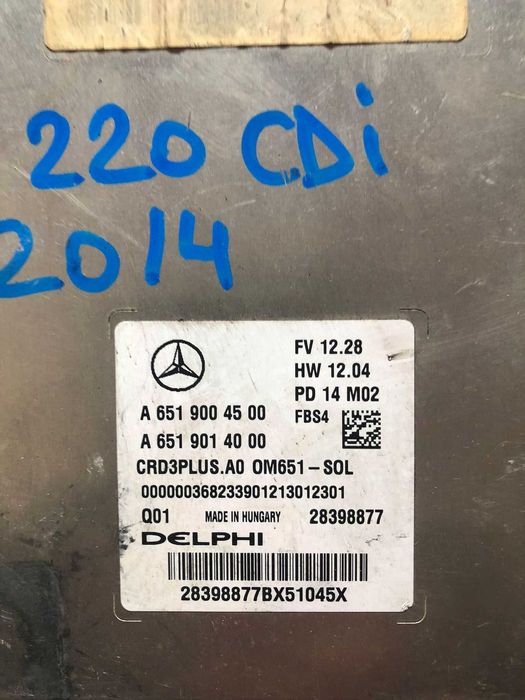 220 CDi
2014
FV 12.28
HW 12.04
PD 14 M02
FBS4
A 651 900 45 00
A 651 901 40 00
CRD3PLUS.A0 OM651-SOL
000000368233901213012301
Q01 MADE IN HUNGARY 28398877
DELPHI
28398877BX51045X